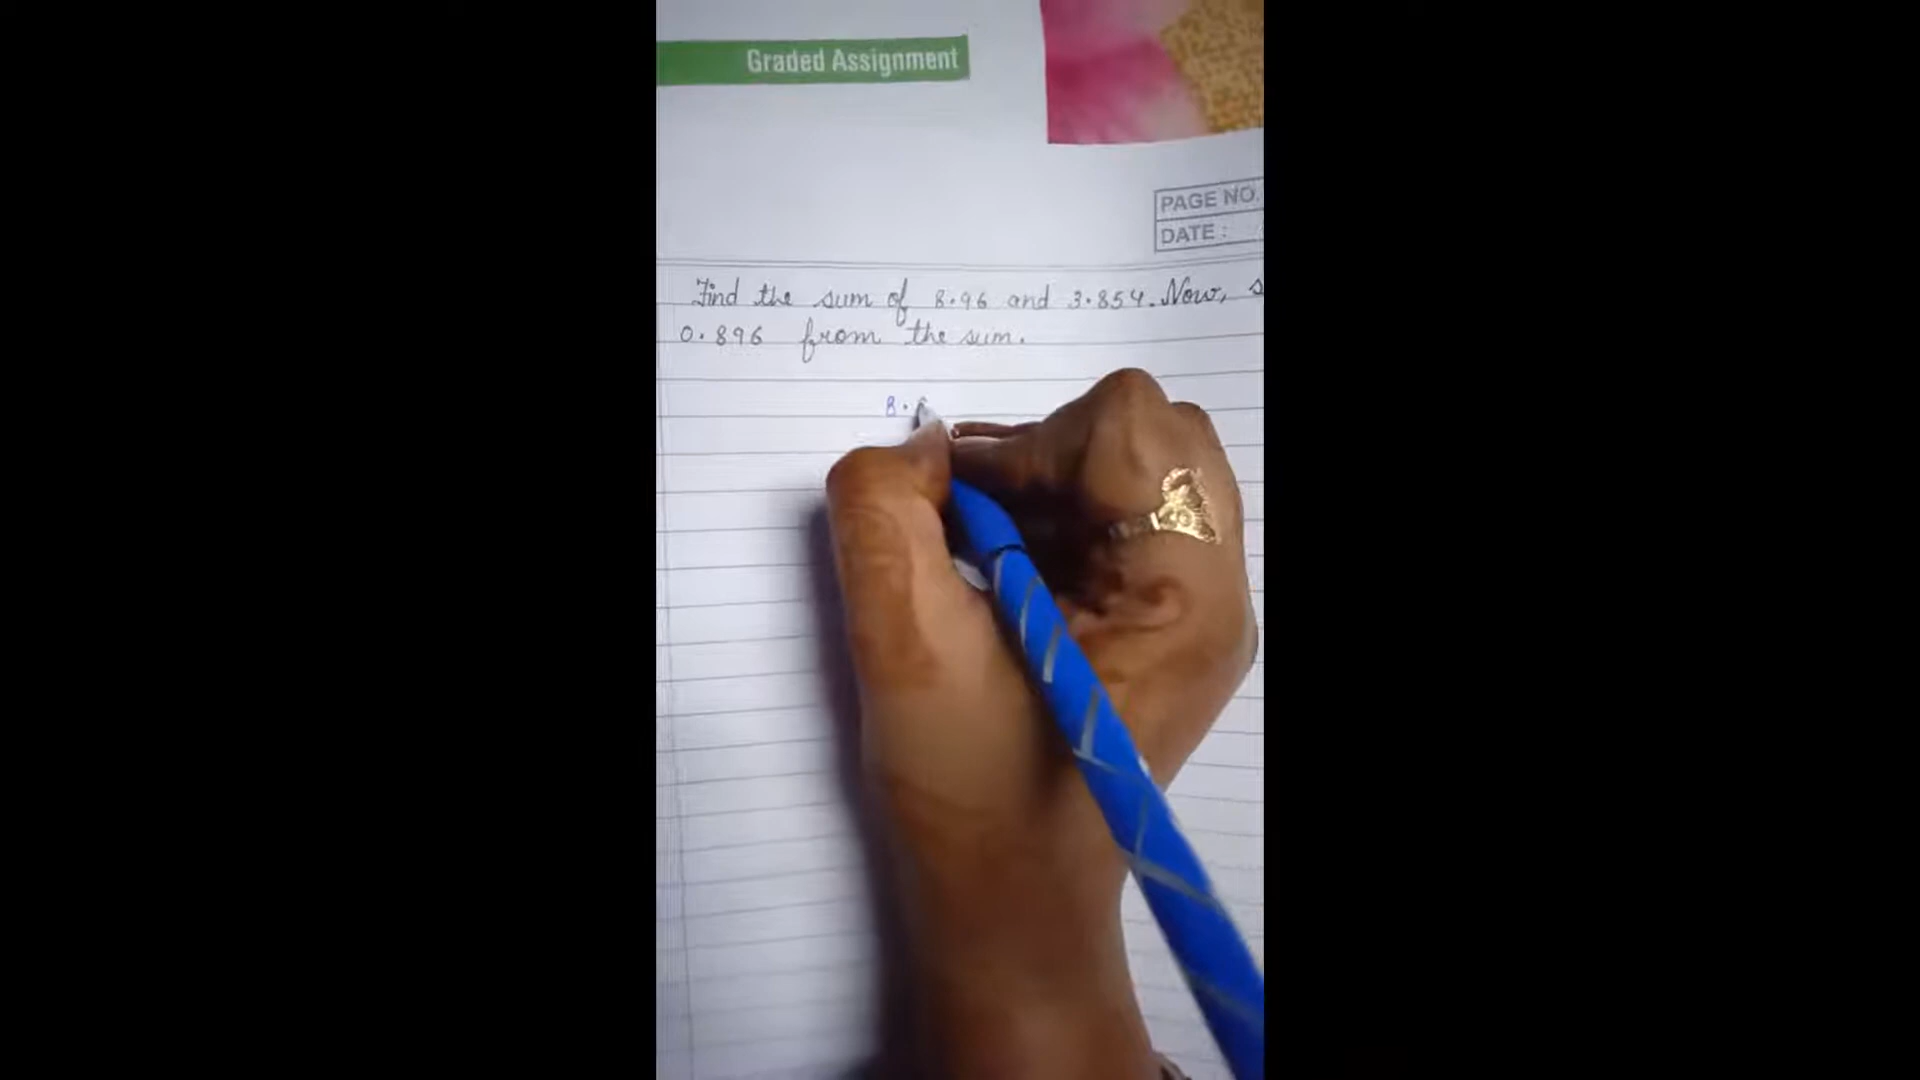 Graded Assignment
PAGE NO.
DATE :
Find the sum of 8.96 and 3.854. Now,
0.896 from the sum.
8.